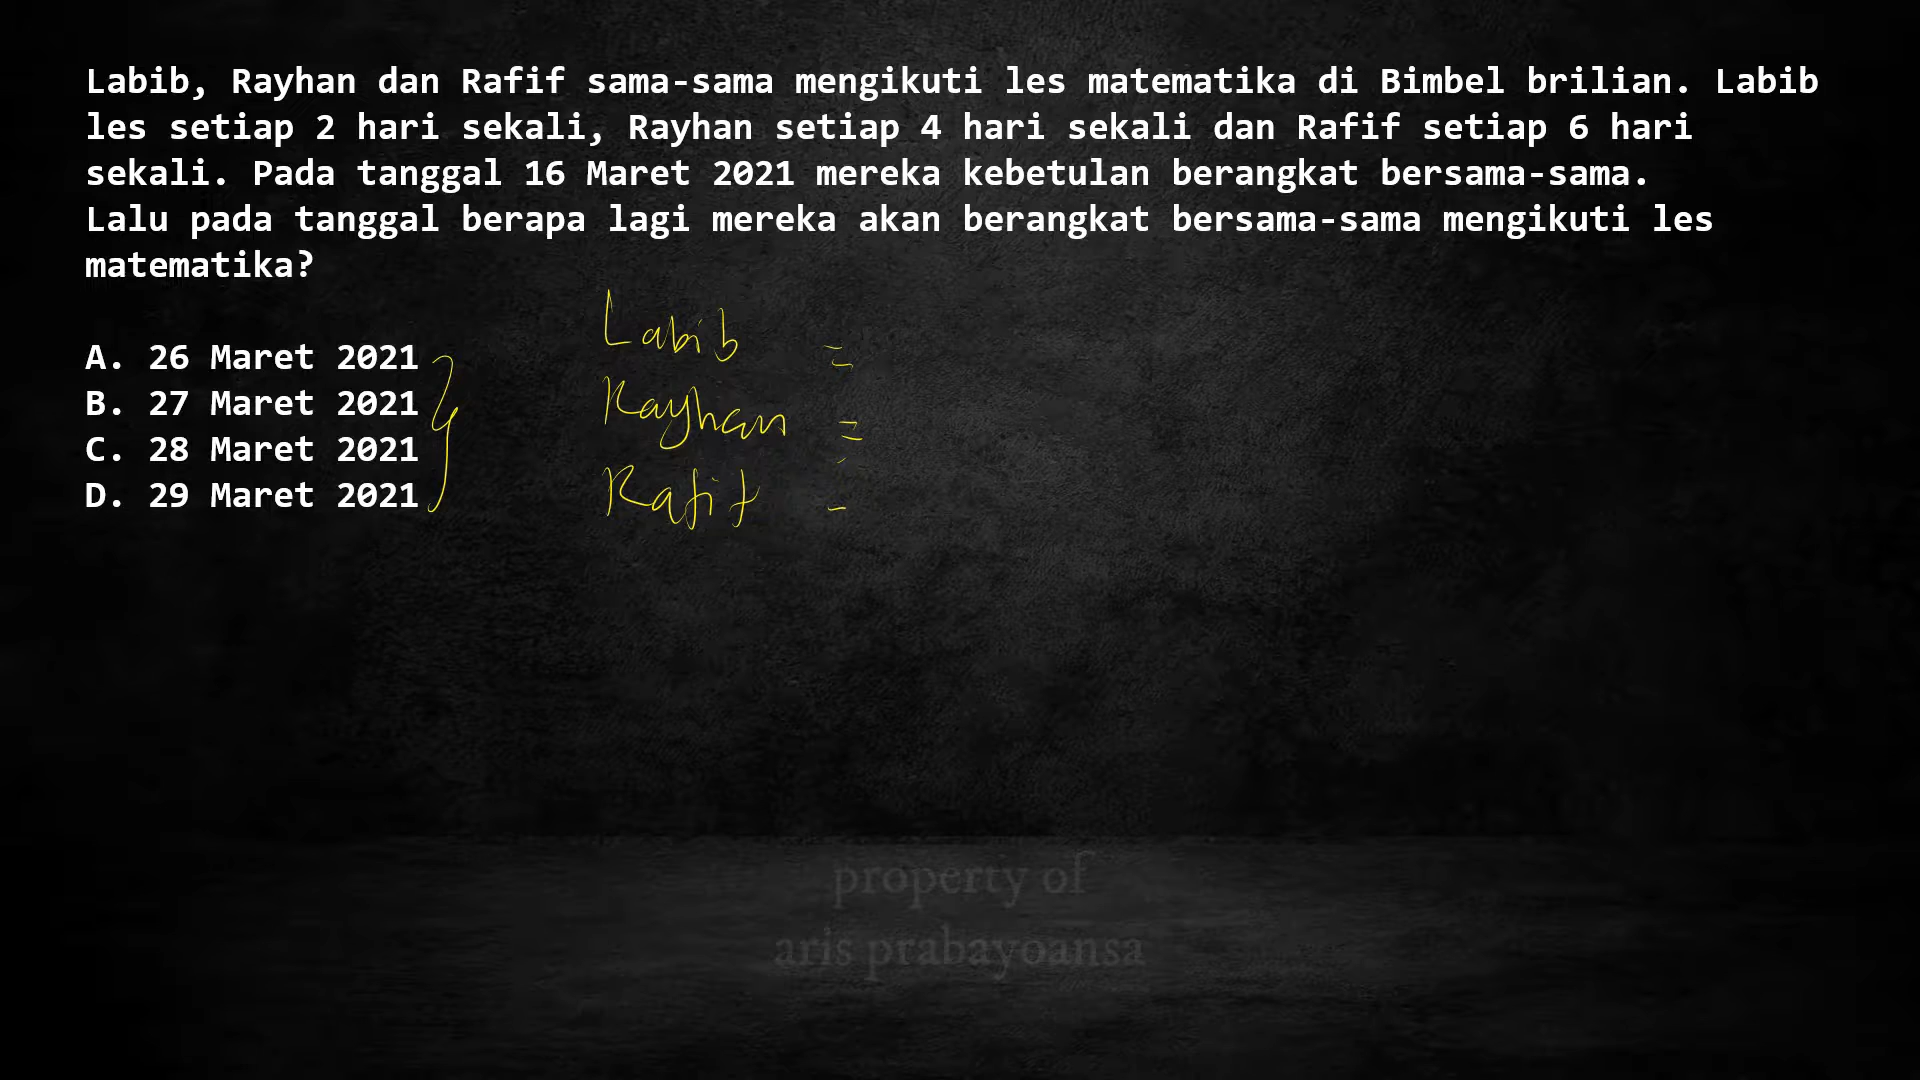 Labib, Rayhan dan Rafif sama-sama mengikuti les matematika di Bimbel brilian. Labib
les setiap 2 hari sekali, Rayhan setiap 4 hari sekali dan Rafif setiap 6 hari
sekali. Pada tanggal 16 Maret 2021 mereka kebetulan berangkat bersama-sama.
Lalu pada tanggal berapa lagi mereka akan berangkat bersama-sama mengikuti les
matematika?
A. 26 Maret 2021
B. 27 Maret 2021
C. 28 Maret 2021
D. 29 Maret 2021
Labib =
Rayhan =
Rafif -
property of
aris prabayoansa